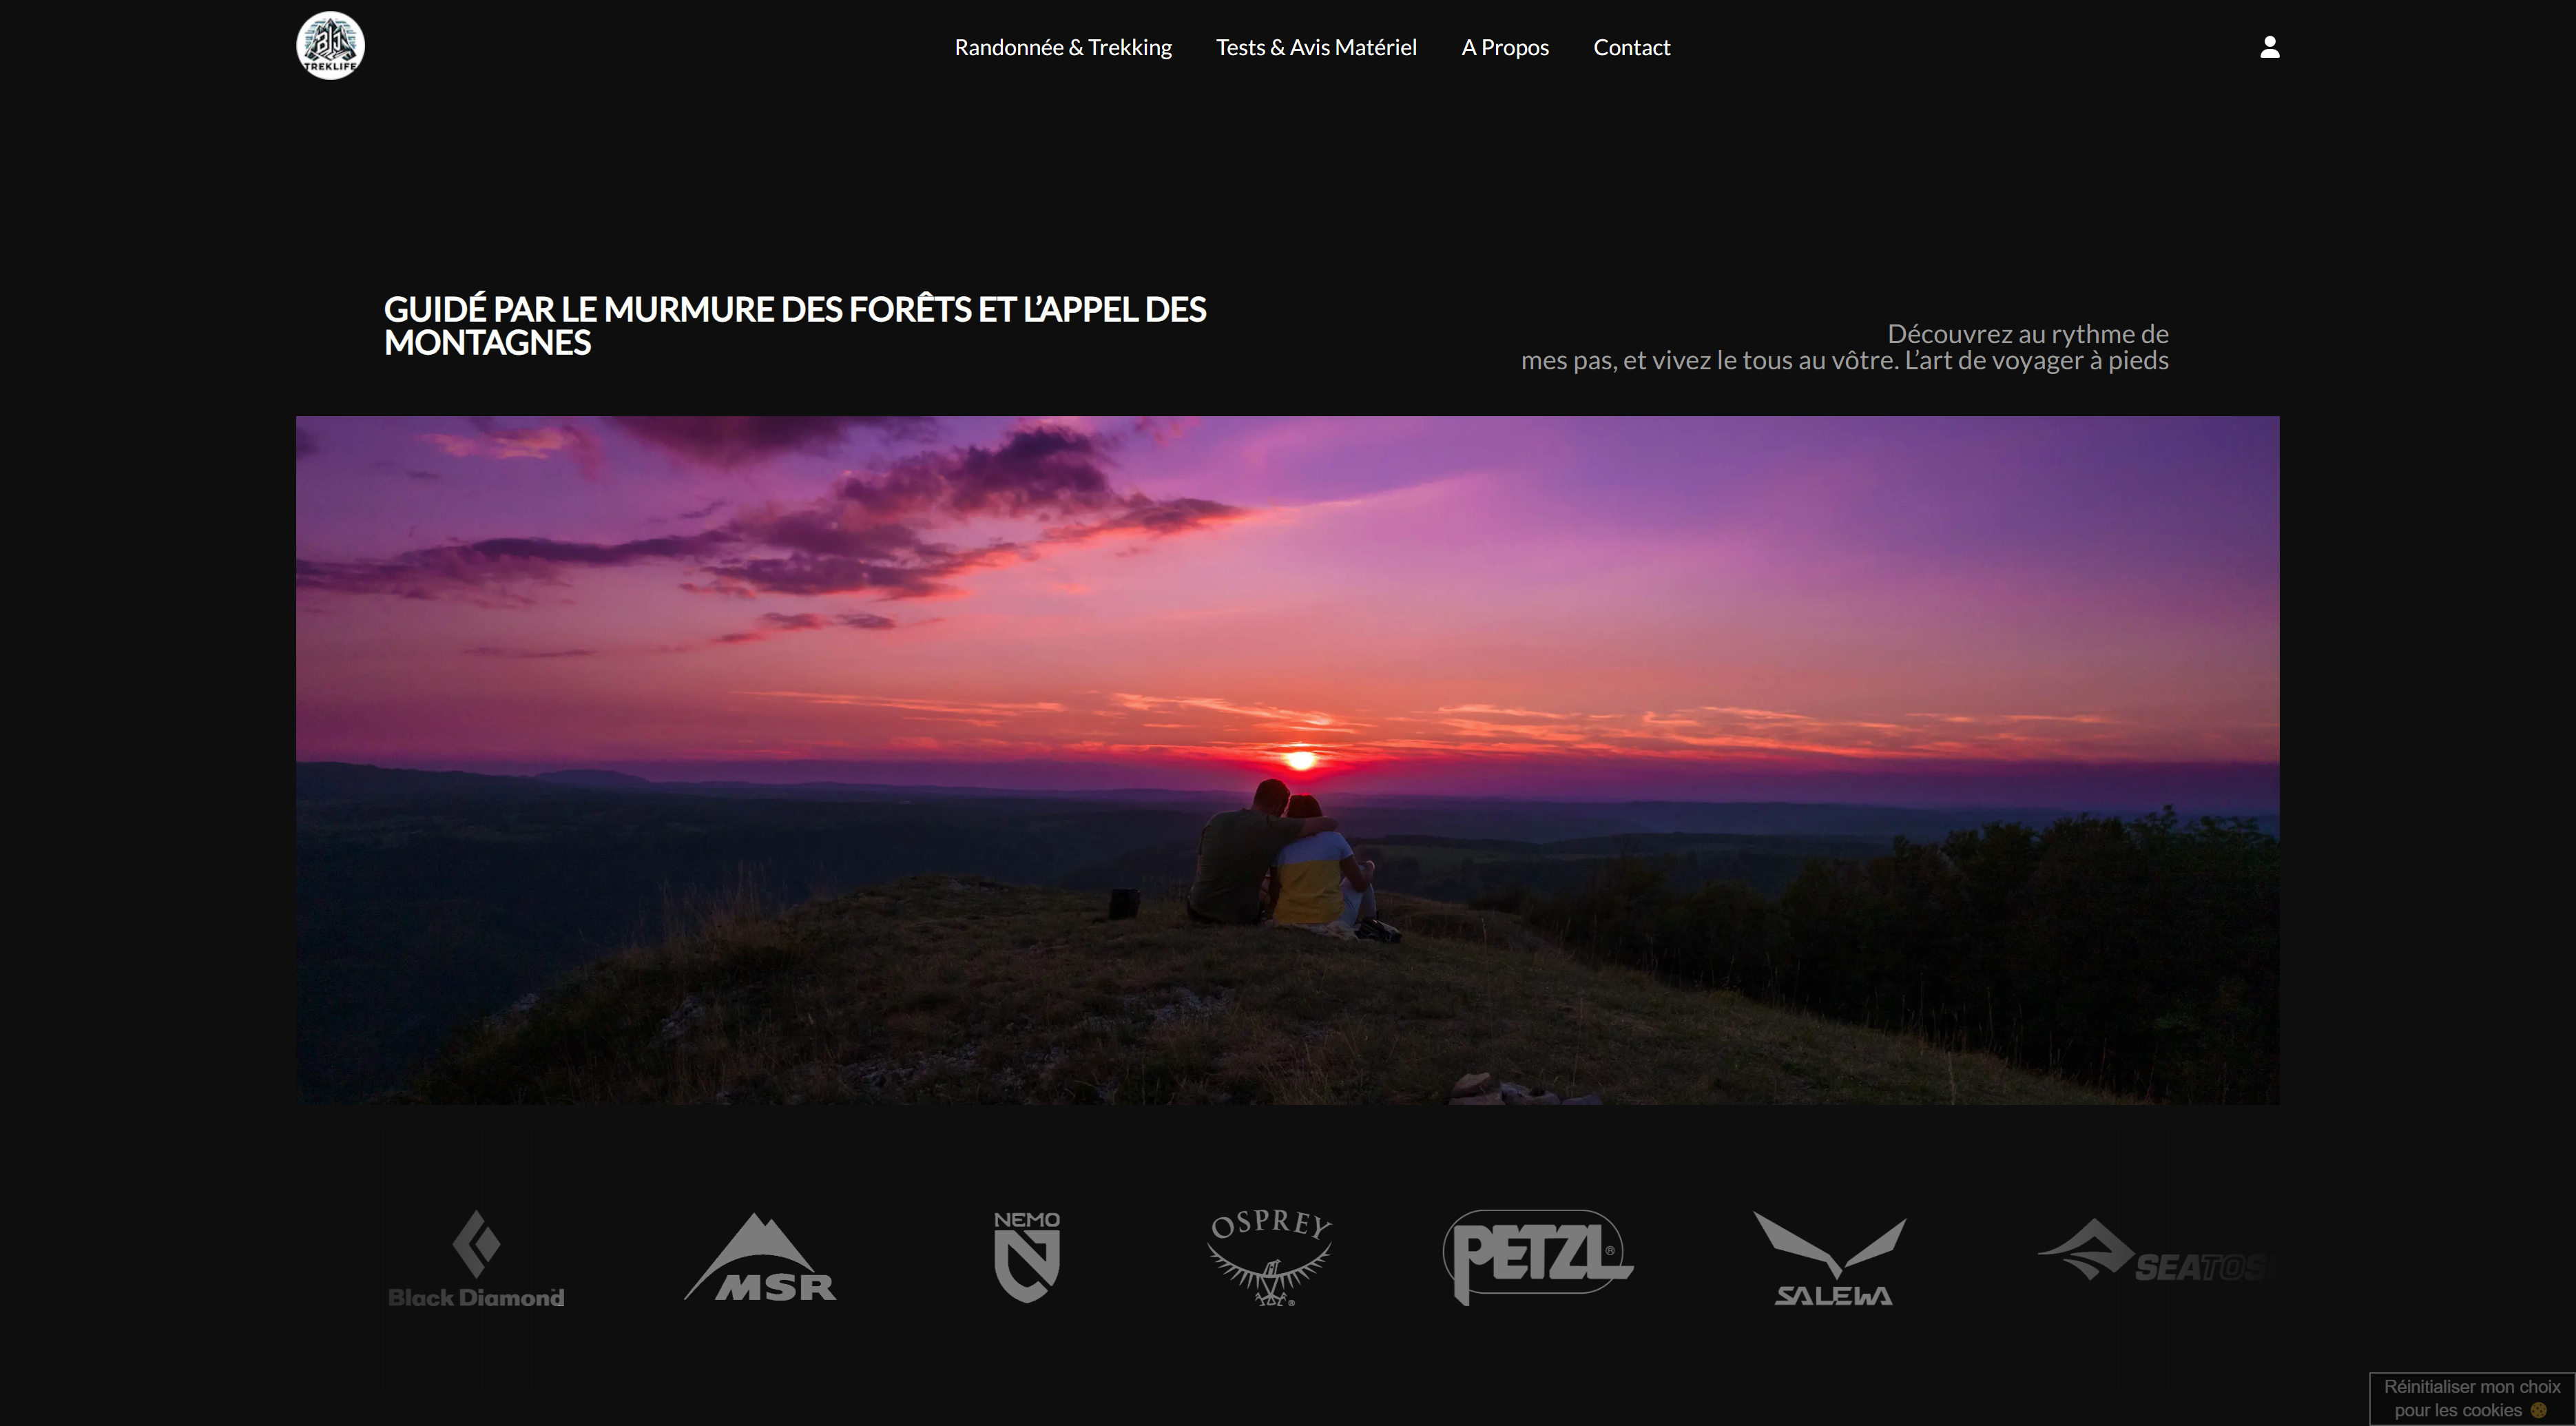 BJJ
TREKLIFE
Randonnée & Trekking
Tests & Avis Matériel
A Propos
Contact
GUIDÉ PAR LE MURMURE DES FORÊTS ET L'APPEL DES
MONTAGNES
Découvrez au rythme de
mes pas, et vivez le tous au vôtre. L'art de voyager à pieds
Black Diamond
MSR
NEMO
OSPREY
®
PETZL®
SALEWA
SEATOS
Réinitialiser mon choix
pour les cookies 🍪